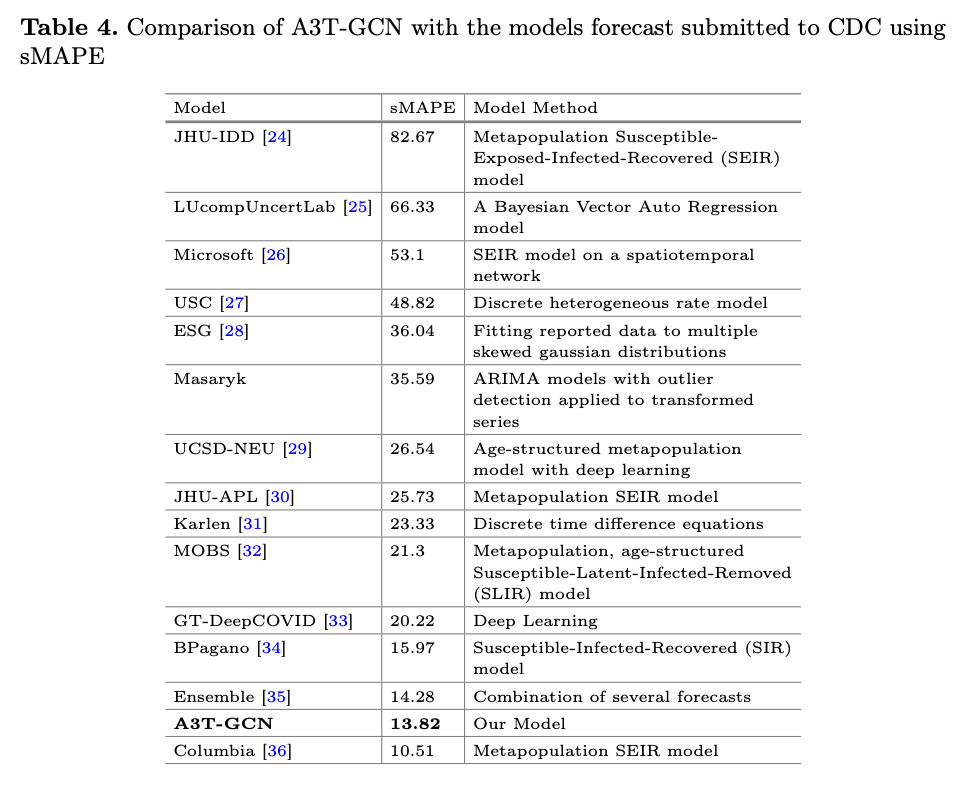 Table 4. Comparison of A3T-GCN with the models forecast submitted to CDC using
sMAPE
Model sMAPE Model Method
JHU-IDD [24] 82.67 Metapopulation Susceptible-
Exposed-Infected-Recovered (SEIR)
model
LUcompUncertLab [25] 66.33 A Bayesian Vector Auto Regression
model
Microsoft [26] 53.1 SEIR model on a spatiotemporal
network
USC [27] 48.82 Discrete heterogeneous rate model
ESG [28] 36.04 Fitting reported data to multiple
skewed gaussian distributions
Masaryk 35.59 ARIMA models with outlier
detection applied to transformed
series
UCSD-NEU [29] 26.54 Age-structured metapopulation
model with deep learning
JHU-APL [30] 25.73 Metapopulation SEIR model
Karlen [31] 23.33 Discrete time difference equations
MOBS [32] 21.3 Metapopulation, age-structured
Susceptible-Latent-Infected-Removed
(SLIR) model
GT-DeepCOVID [33] 20.22 Deep Learning
BPagano [34] 15.97 Susceptible-Infected-Recovered (SIR)
model
Ensemble [35] 14.28 Combination of several forecasts
A3T-GCN 13.82 Our Model
Columbia [36] 10.51 Metapopulation SEIR model